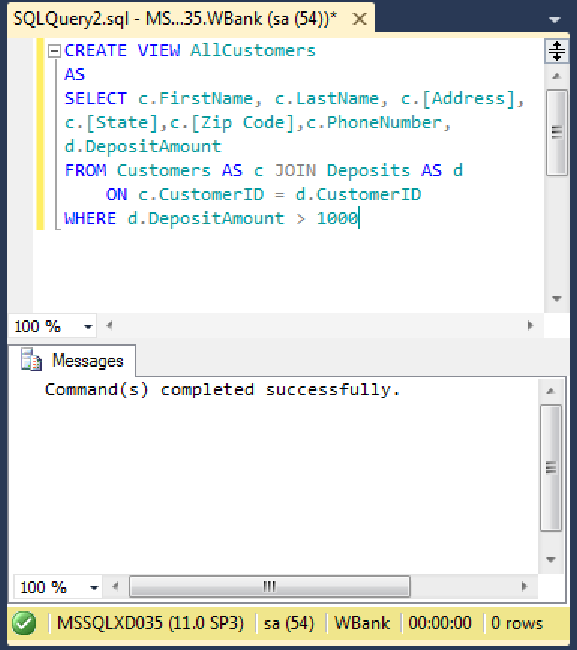 SQLQuery2.sql - MS...35.WBank (sa (54))*
CREATE VIEW AllCustomers
AS
SELECT c.FirstName, c.LastName, c.[Address],
c.[State],c.[Zip Code],c.PhoneNumber,
d.DepositAmount
FROM Customers AS c JOIN Deposits AS d
ON c.CustomerID = d.CustomerID
WHERE d.DepositAmount > 1000
100 %
Messages
Command(s) completed successfully.
100 %
MSSQLXD035 (11.0 SP3) sa (54) WBank 00:00:00 0 rows